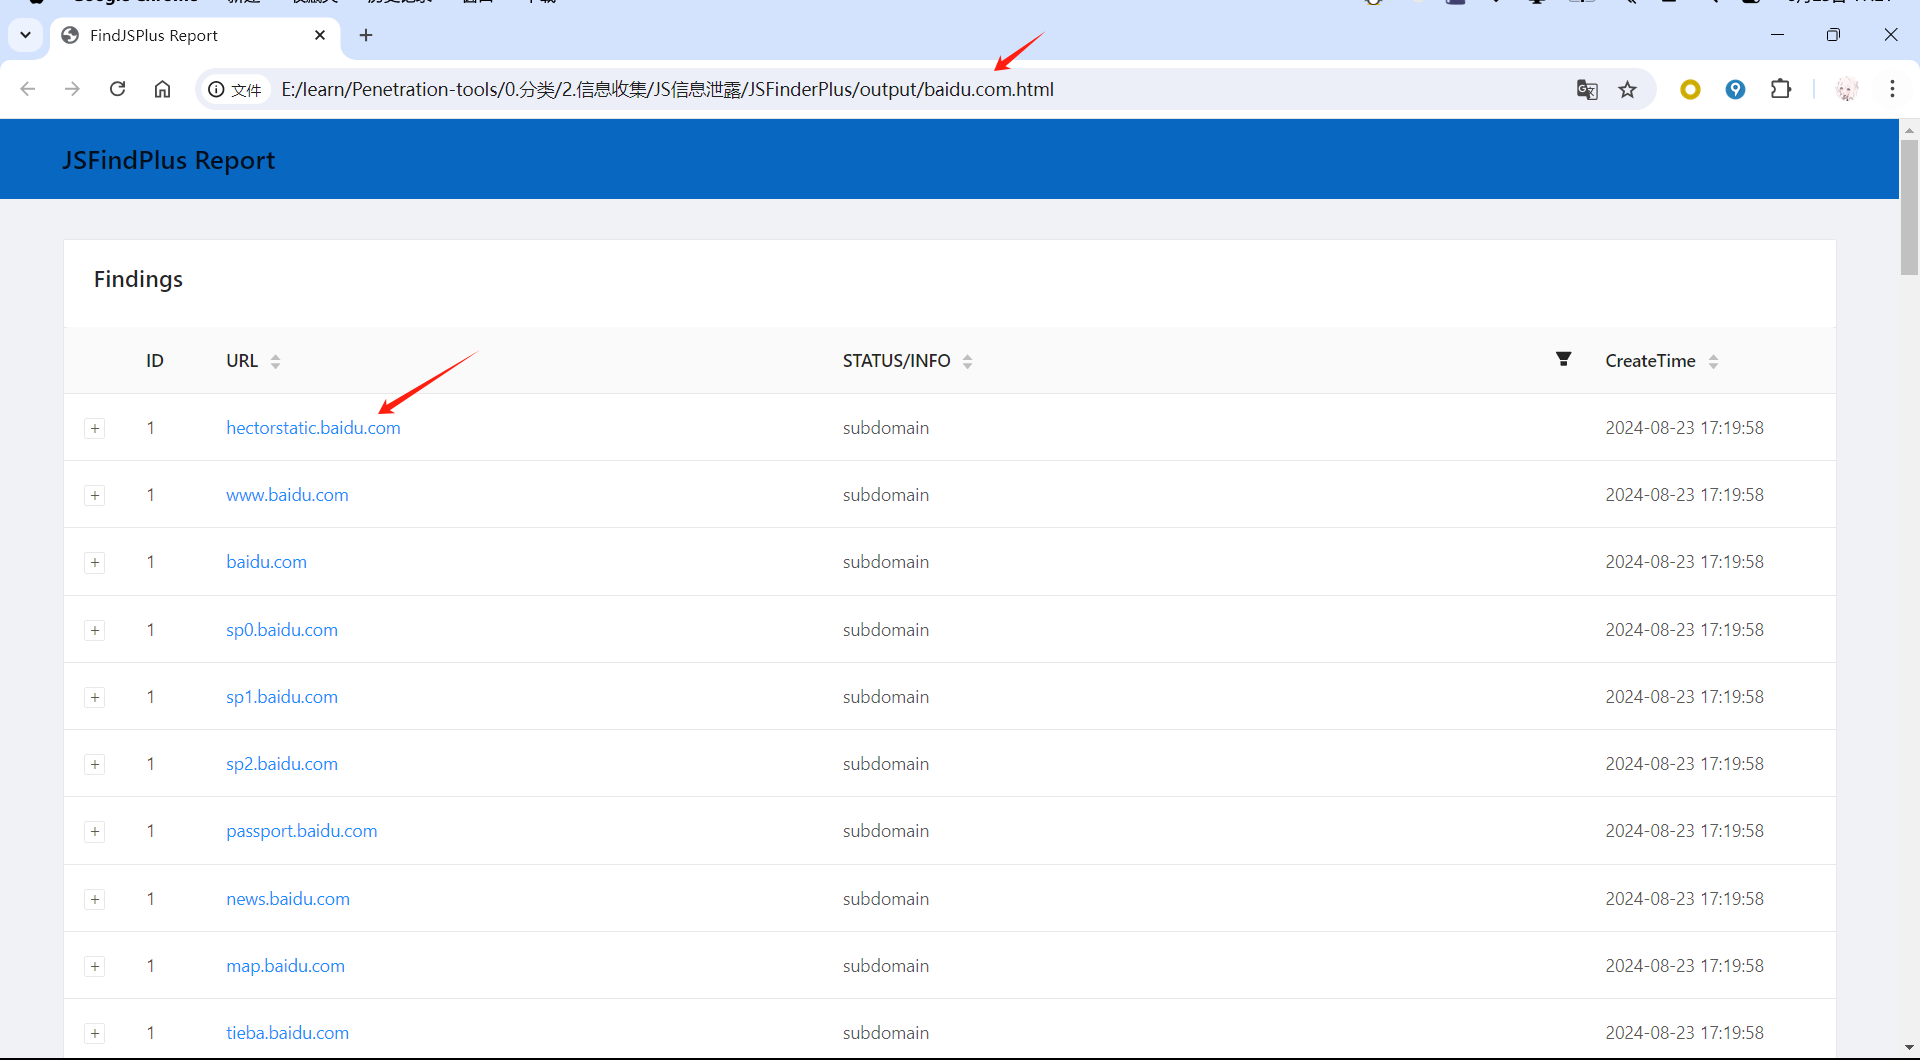 FindJSPlus Report
文件 E:/learn/Penetration-tools/0.分类/2.信息收集/JS信息泄露/JSFinderPlus/output/baidu.com.html
JSFindPlus Report
Findings
ID URL STATUS/INFO CreateTime
+ 1 hectorstatic.baidu.com subdomain 2024-08-23 17:19:58
+ 1 www.baidu.com subdomain 2024-08-23 17:19:58
+ 1 baidu.com subdomain 2024-08-23 17:19:58
+ 1 sp0.baidu.com subdomain 2024-08-23 17:19:58
+ 1 sp1.baidu.com subdomain 2024-08-23 17:19:58
+ 1 sp2.baidu.com subdomain 2024-08-23 17:19:58
+ 1 passport.baidu.com subdomain 2024-08-23 17:19:58
+ 1 news.baidu.com subdomain 2024-08-23 17:19:58
+ 1 map.baidu.com subdomain 2024-08-23 17:19:58
+ 1 tieba.baidu.com subdomain 2024-08-23 17:19:58